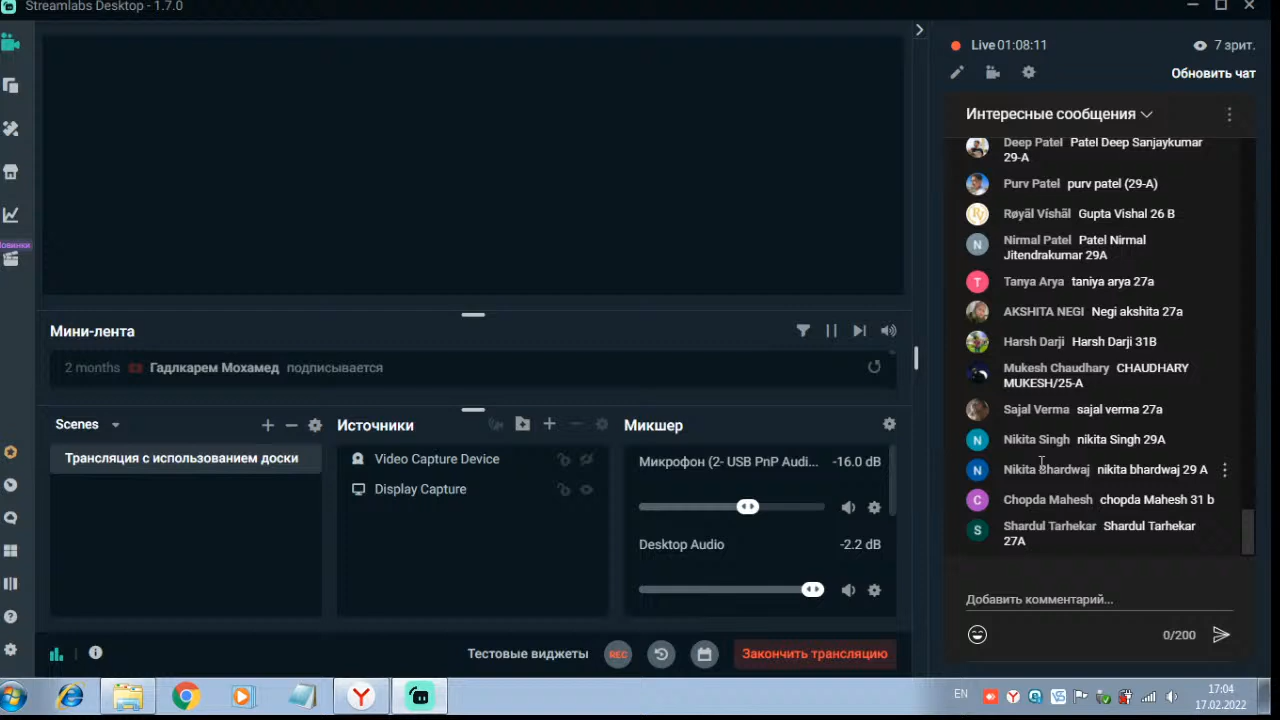 Streamlabs Desktop - 1.7.0
Live 01:08:11
7 зрит.
Обновить чат
Интересные сообщения
Deep Patel Patel Deep Sanjaykumar
29-A
Purv Patel purv patel (29-A)
Røyãl Víshãl Gupta Vishal 26 B
N Nirmal Patel Patel Nirmal
Jitendrakumar 29A
T Tanya Arya taniya arya 27a
AKSHITA NEGI Negi akshita 27a
Harsh Darji Harsh Darji 31B
Mukesh Chaudhary CHAUDHARY
MUKESH/25-A
Sajal Verma sajal verma 27a
N Nikita Singh nikita Singh 29A
N Nikita Bhardwaj nikita bhardwaj 29 A
C Chopda Mahesh chopda Mahesh 31 b
S Shardul Tarhekar Shardul Tarhekar
27A
Добавить комментарий...
0/200
Новинки
Мини-лента
2 months Гадлкарем Мохамед подписывается
Scenes
Трансляция с использованием доски
Источники
Video Capture Device
Display Capture
Микшер
Микрофон (2- USB PnP Audi... -16.0 dB
Desktop Audio -2.2 dB
Тестовые виджеты
REC
Закончить трансляцию
EN
17:04
17.02.2022